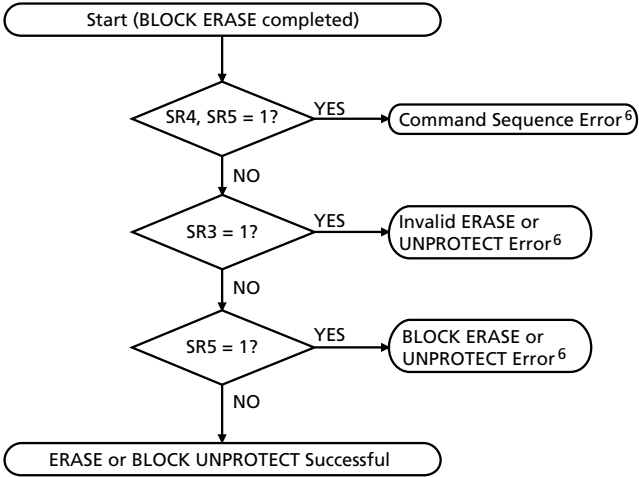 Start (BLOCK ERASE completed)
SR4, SR5 = 1?
YES
Command Sequence Error6
NO
SR3 = 1?
YES
Invalid ERASE or
UNPROTECT Error6
NO
SR5 = 1?
YES
BLOCK ERASE or
UNPROTECT Error6
NO
ERASE or BLOCK UNPROTECT Successful